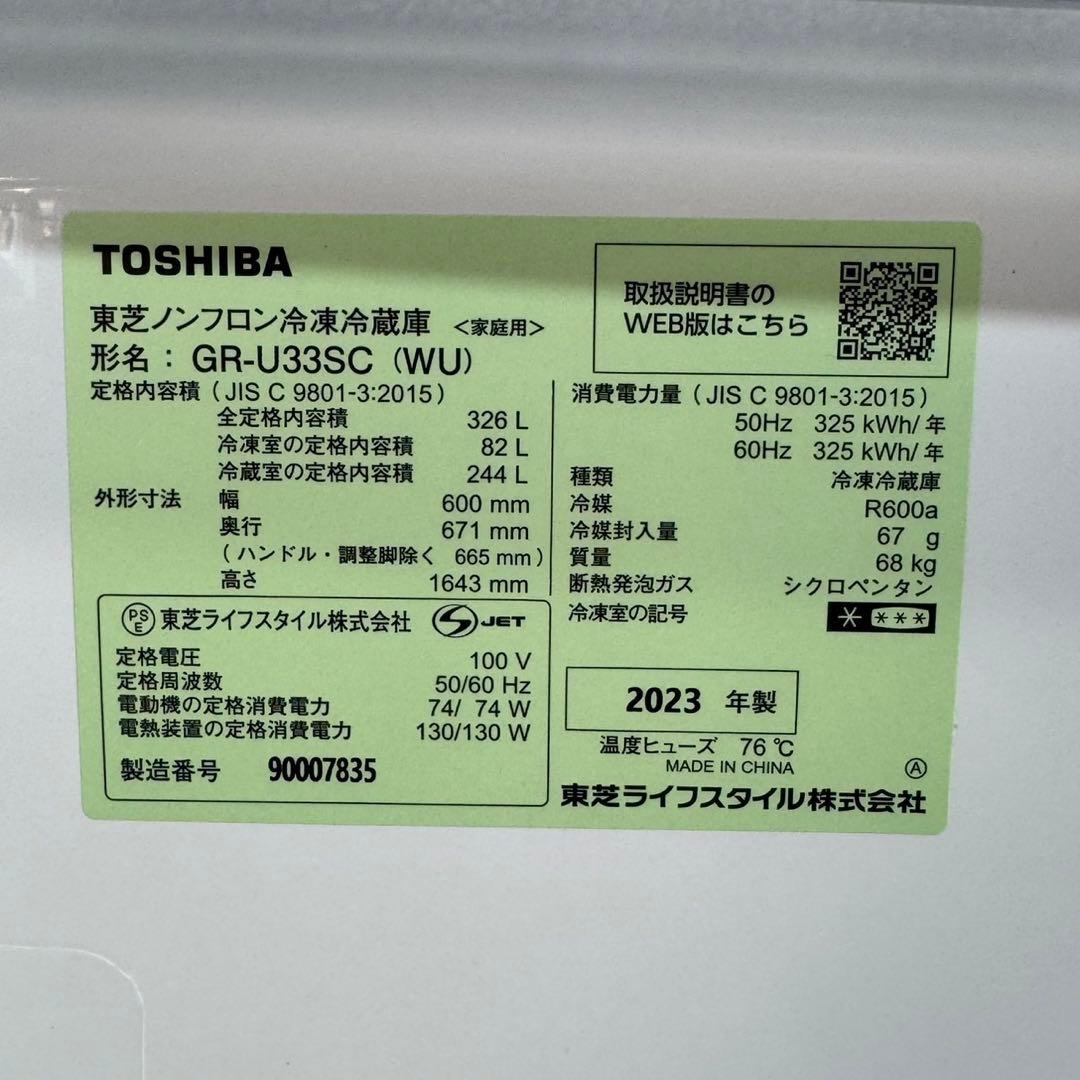 TOSHIBA
東芝ノンフロン冷凍冷蔵庫 <家庭用>
形名 : GR-U33SC (WU)
取扱説明書の
WEB版はこちら
定格内容積 ( JIS C 9801-3:2015 )
全定格内容積 326 L
冷凍室の定格内容積 82 L
冷蔵室の定格内容積 244 L
外形寸法 幅 600 mm
奥行 671 mm
( ハンドル・調整脚除く 665 mm )
高さ 1643 mm
PSE 東芝ライフスタイル株式会社 S JET
定格電圧 100 V
定格周波数 50/60 Hz
電動機の定格消費電力 74/ 74 W
電熱装置の定格消費電力 130/130 W
製造番号 90007835
消費電力量 ( JIS C 9801-3:2015 )
50Hz 325 kWh/年
60Hz 325 kWh/年
種類 冷凍冷蔵庫
冷媒 R600a
冷媒封入量 67 g
質量 68 kg
断熱発泡ガス シクロペンタン
冷凍室の記号 * ***
2023 年製
温度ヒューズ 76 ℃
MADE IN CHINA Ⓐ
東芝ライフスタイル株式会社